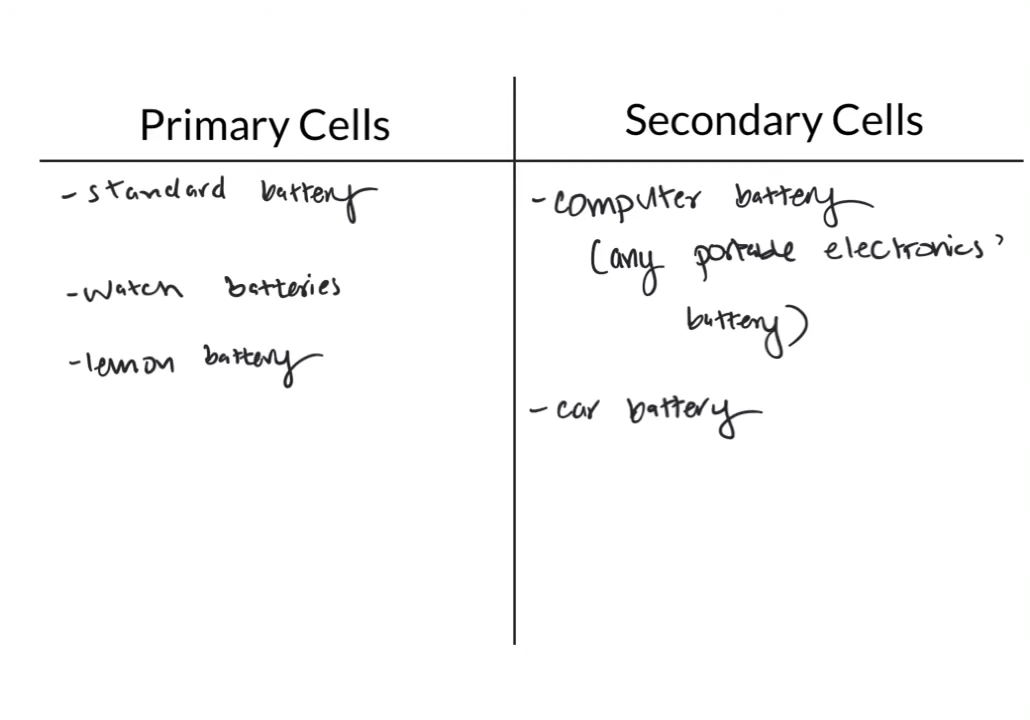 Primary Cells
- standard battery
- watch batteries
- lemon battery
Secondary Cells
- computer battery
(any portable electronics'
battery)
- car battery